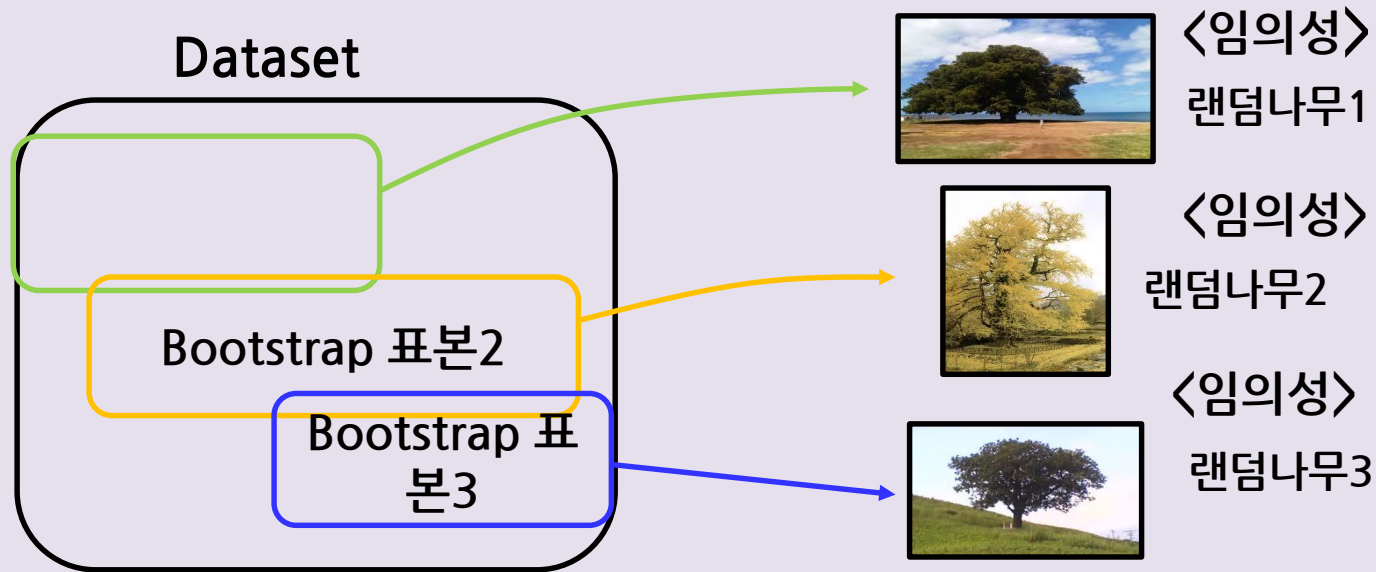 Dataset
<임의성>
랜덤나무1
<임의성>
랜덤나무2
Bootstrap 표본2
<임의성>
Bootstrap 표
본3
랜덤나무3